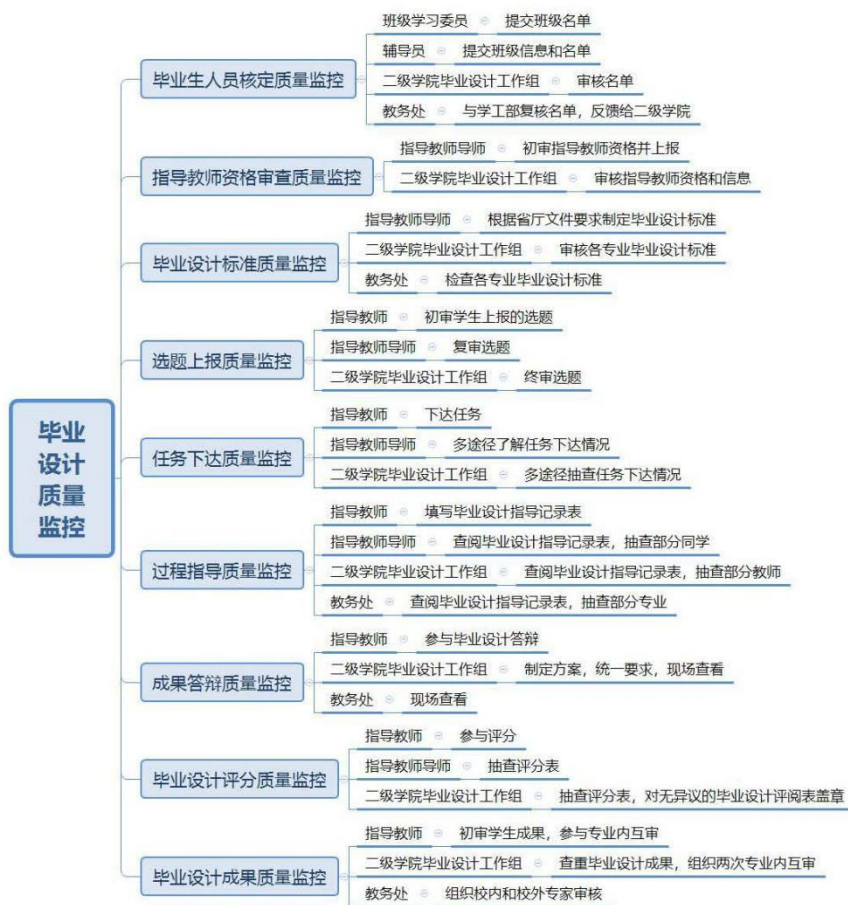 毕业
设计
质量
监控
毕业生人员核定质量监控
班级学习委员 提交班级名单
辅导员 提交班级信息和名单
二级学院毕业设计工作组 审核名单
教务处 与学工部复核名单，反馈给二级学院
指导教师资格审查质量监控
指导教师导师 初审指导教师资格并上报
二级学院毕业设计工作组 审核指导教师资格和信息
毕业设计标准质量监控
指导教师导师 根据省厅文件要求制定毕业设计标准
二级学院毕业设计工作组 审核各专业毕业设计标准
教务处 检查各专业毕业设计标准
选题上报质量监控
指导教师 初审学生上报的选题
指导教师导师 复审选题
二级学院毕业设计工作组 终审选题
任务下达质量监控
指导教师 下达任务
指导教师导师 多途径了解任务下达情况
二级学院毕业设计工作组 多途径抽查任务下达情况
过程指导质量监控
指导教师 填写毕业设计指导记录表
指导教师导师 查阅毕业设计指导记录表，抽查部分同学
二级学院毕业设计工作组 查阅毕业设计指导记录表，抽查部分教师
教务处 查阅毕业设计指导记录表，抽查部分专业
成果答辩质量监控
指导教师 参与毕业设计答辩
二级学院毕业设计工作组 制定方案，统一要求，现场查看
教务处 现场查看
毕业设计评分质量监控
指导教师 参与评分
指导教师导师 抽查评分表
二级学院毕业设计工作组 抽查评分表，对无异议的毕业设计评阅表盖章
毕业设计成果质量监控
指导教师 初审学生成果，参与专业内互审
二级学院毕业设计工作组 查重毕业设计成果，组织两次专业内互审
教务处 组织校内和校外专家审核